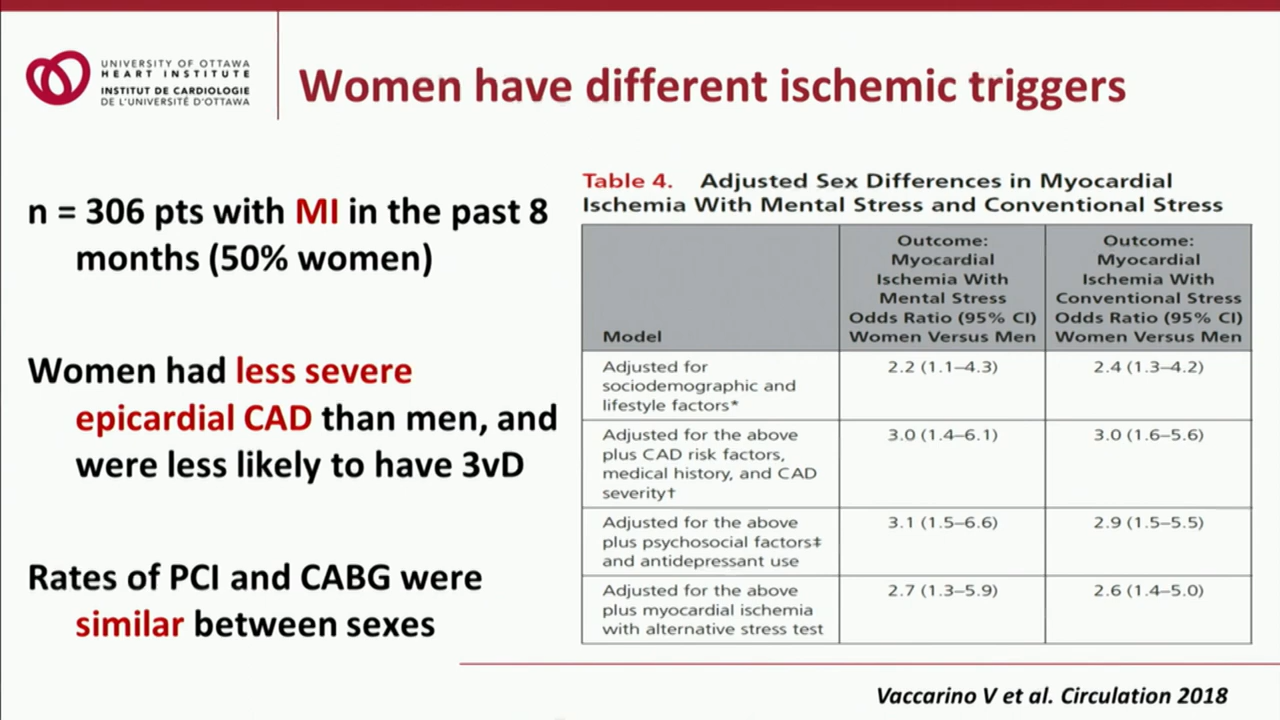 UNIVERSITY OF OTTAWA
HEART INSTITUTE
INSTITUT DE CARDIOLOGIE
DE L'UNIVERSITÉ D'OTTAWA
Women have different ischemic triggers
n = 306 pts with MI in the past 8
months (50% women)
Women had less severe
epicardial CAD than men, and
were less likely to have 3vD
Rates of PCI and CABG were
similar between sexes
Table 4. Adjusted Sex Differences in Myocardial
Ischemia With Mental Stress and Conventional Stress
Model
Outcome:
Myocardial
Ischemia With
Mental Stress
Odds Ratio (95% CI)
Women Versus Men
Outcome:
Myocardial
Ischemia With
Conventional Stress
Odds Ratio (95% CI)
Women Versus Men
Adjusted for
sociodemographic and
lifestyle factors*
2.2 (1.1–4.3)
2.4 (1.3–4.2)
Adjusted for the above
plus CAD risk factors,
medical history, and CAD
severity†
3.0 (1.4–6.1)
3.0 (1.6–5.6)
Adjusted for the above
plus psychosocial factors‡
and antidepressant use
3.1 (1.5–6.6)
2.9 (1.5–5.5)
Adjusted for the above
plus myocardial ischemia
with alternative stress test
2.7 (1.3–5.9)
2.6 (1.4–5.0)
Vaccarino V et al. Circulation 2018